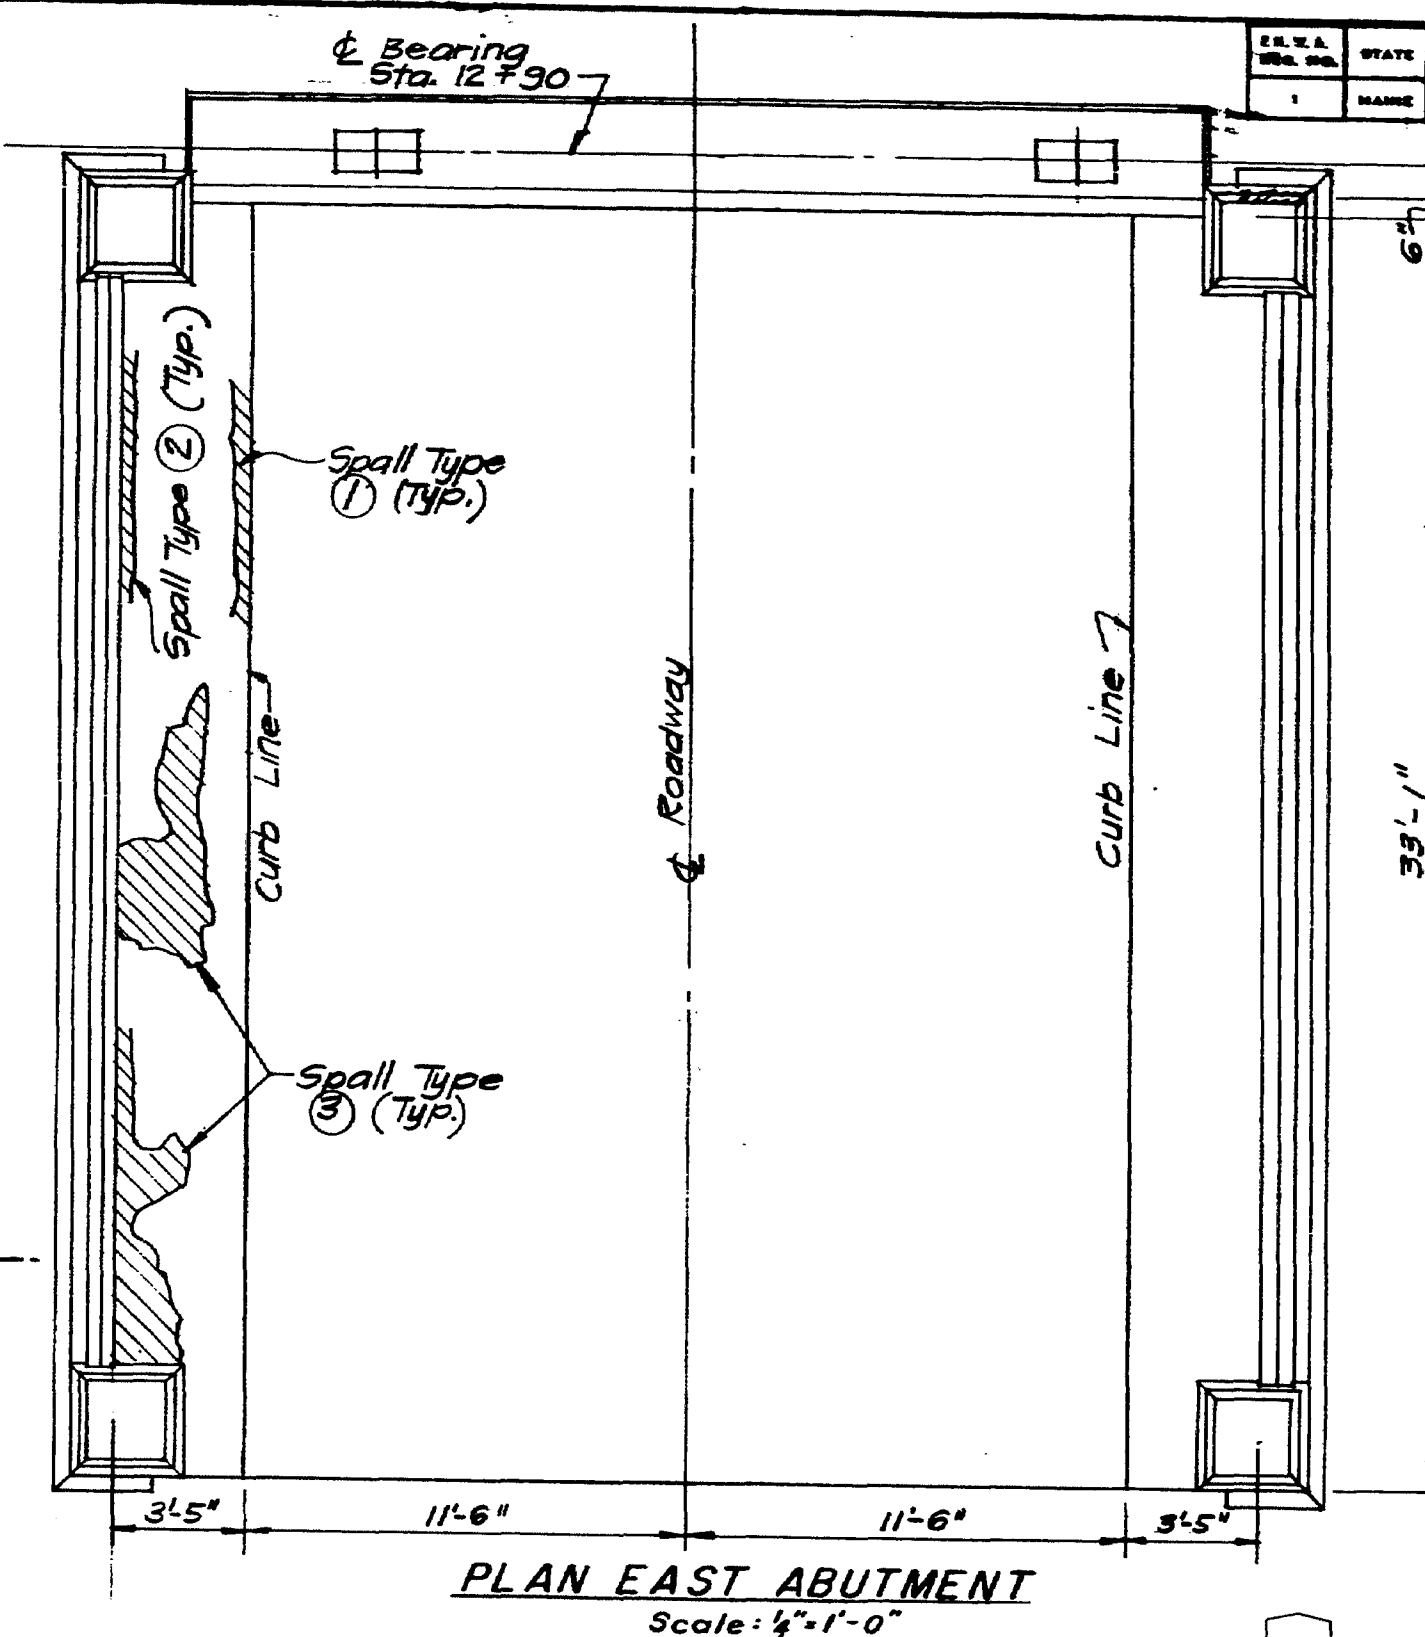 ℄ Bearing
Sta. 12+90
STATE
1
MAINE
6"
Spall Type ② (Typ.)
Spall Type
① (Typ.)
Curb Line
℄ Roadway
Curb Line
33'-1"
Spall Type
③ (Typ.)
3'-5"
11'-6"
11'-6"
3'-5"
PLAN EAST ABUTMENT
Scale: ¼"=1'-0"